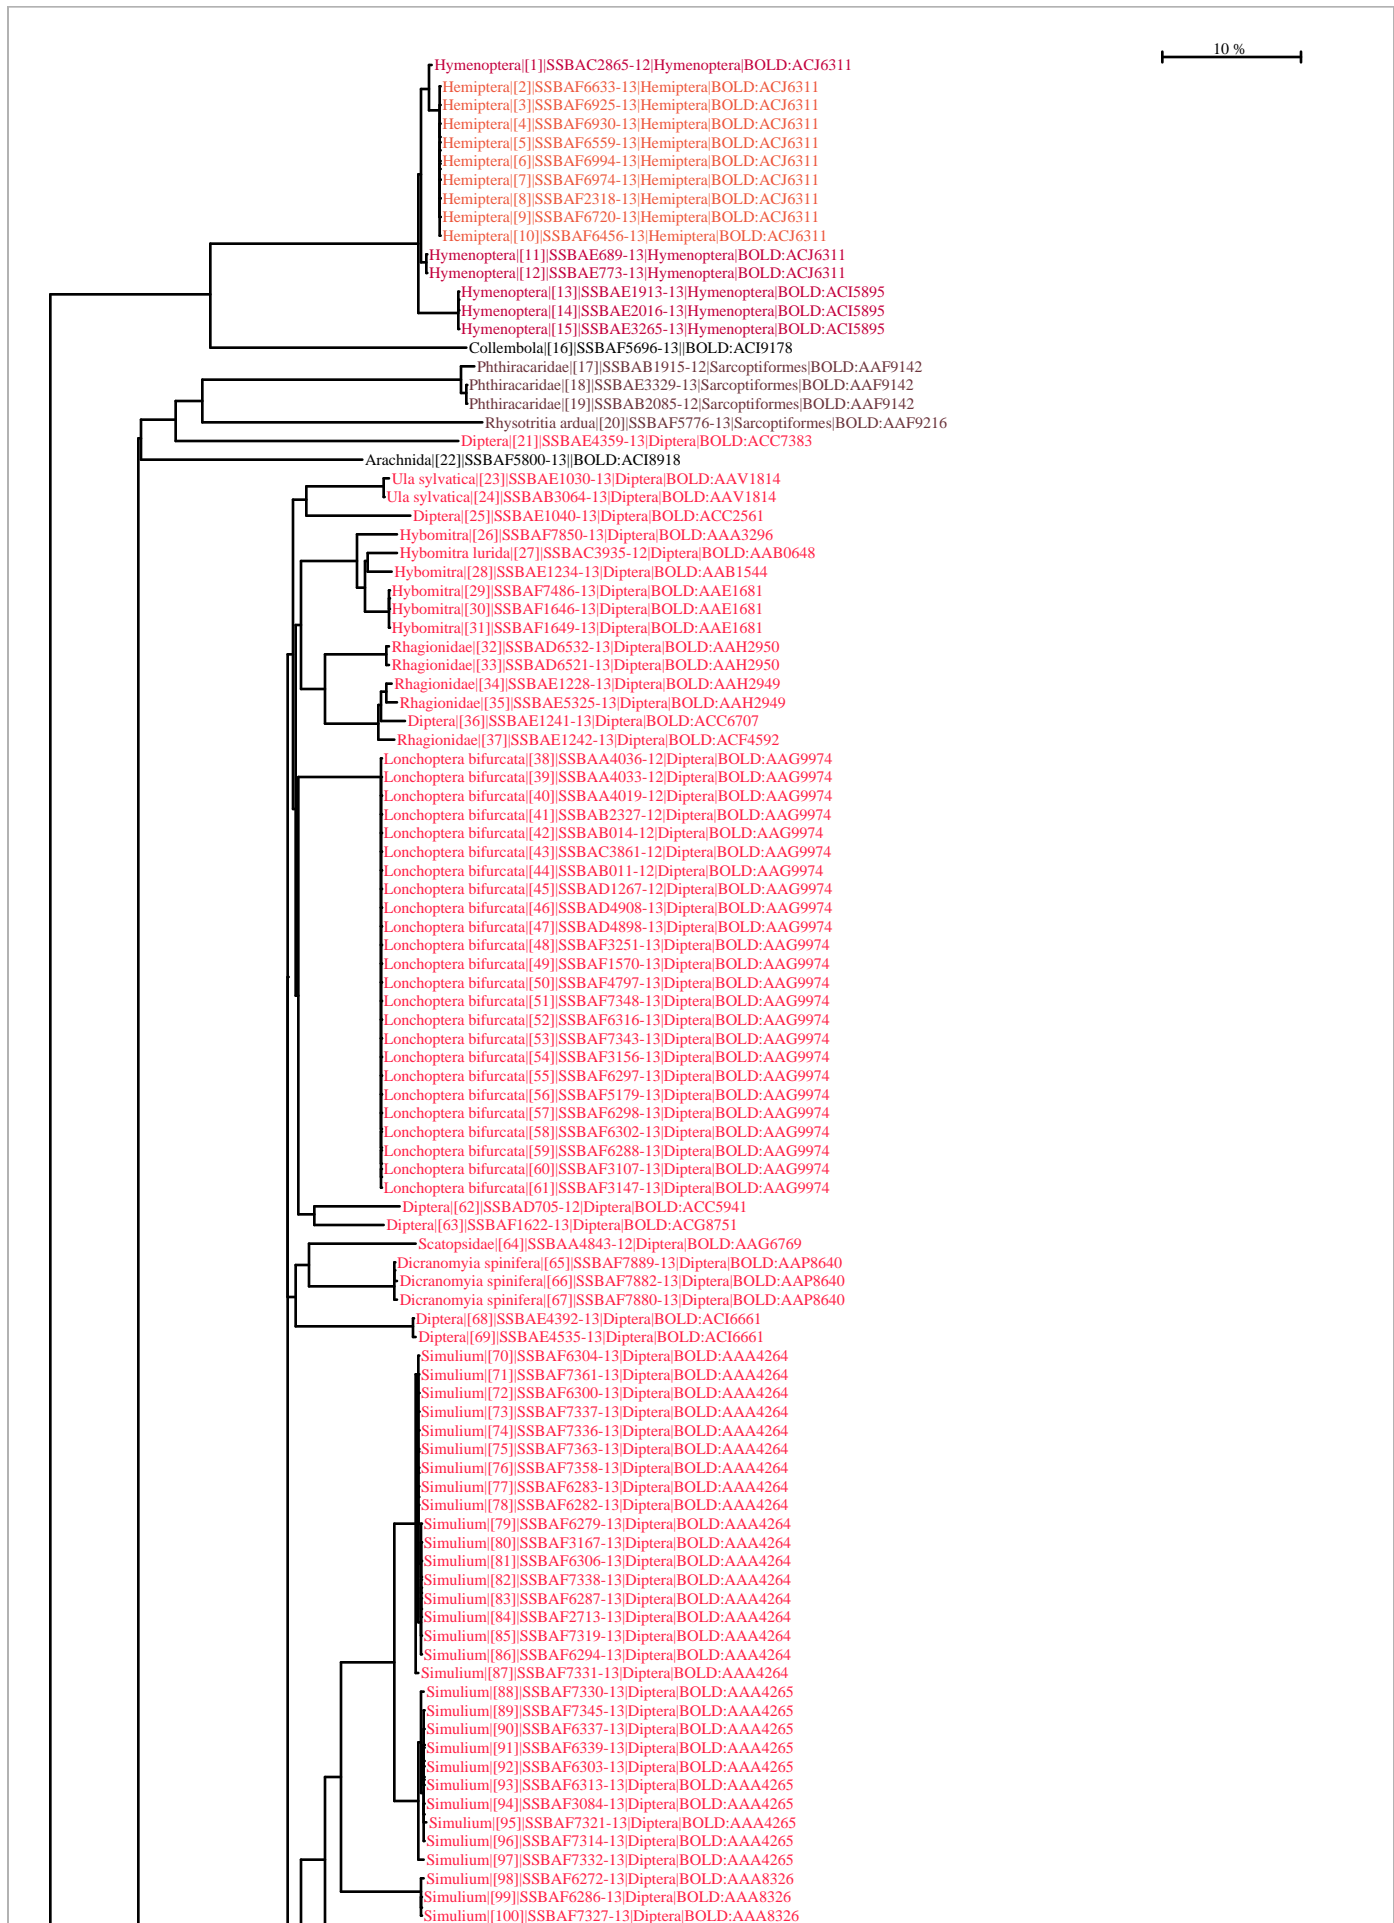 10 %
Hymenoptera|[1]|SSBAC2865-12|Hymenoptera|BOLD:ACJ6311
Hemiptera|[2]|SSBAF6633-13|Hemiptera|BOLD:ACJ6311
Hemiptera|[3]|SSBAF6925-13|Hemiptera|BOLD:ACJ6311
Hemiptera|[4]|SSBAF6930-13|Hemiptera|BOLD:ACJ6311
Hemiptera|[5]|SSBAF6559-13|Hemiptera|BOLD:ACJ6311
Hemiptera|[6]|SSBAF6994-13|Hemiptera|BOLD:ACJ6311
Hemiptera|[7]|SSBAF6974-13|Hemiptera|BOLD:ACJ6311
Hemiptera|[8]|SSBAF2318-13|Hemiptera|BOLD:ACJ6311
Hemiptera|[9]|SSBAF6720-13|Hemiptera|BOLD:ACJ6311
Hemiptera|[10]|SSBAF6456-13|Hemiptera|BOLD:ACJ6311
Hymenoptera|[11]|SSBAE689-13|Hymenoptera|BOLD:ACJ6311
Hymenoptera|[12]|SSBAE773-13|Hymenoptera|BOLD:ACJ6311
Hymenoptera|[13]|SSBAE1913-13|Hymenoptera|BOLD:ACI5895
Hymenoptera|[14]|SSBAE2016-13|Hymenoptera|BOLD:ACI5895
Hymenoptera|[15]|SSBAE3265-13|Hymenoptera|BOLD:ACI5895
Collembola|[16]|SSBAF5696-13||BOLD:ACI9178
Phthiracaridae|[17]|SSBAB1915-12|Sarcoptiformes|BOLD:AAF9142
Phthiracaridae|[18]|SSBAE3329-13|Sarcoptiformes|BOLD:AAF9142
Phthiracaridae|[19]|SSBAB2085-12|Sarcoptiformes|BOLD:AAF9142
Rhysotritia ardua|[20]|SSBAF5776-13|Sarcoptiformes|BOLD:AAF9216
Diptera|[21]|SSBAE4359-13|Diptera|BOLD:ACC7383
Arachnida|[22]|SSBAF5800-13||BOLD:ACI8918
Ula sylvatica|[23]|SSBAE1030-13|Diptera|BOLD:AAV1814
Ula sylvatica|[24]|SSBAB3064-13|Diptera|BOLD:AAV1814
Diptera|[25]|SSBAE1040-13|Diptera|BOLD:ACC2561
Hybomitra|[26]|SSBAF7850-13|Diptera|BOLD:AAA3296
Hybomitra lurida|[27]|SSBAC3935-12|Diptera|BOLD:AAB0648
Hybomitra|[28]|SSBAE1234-13|Diptera|BOLD:AAB1544
Hybomitra|[29]|SSBAF7486-13|Diptera|BOLD:AAE1681
Hybomitra|[30]|SSBAF1646-13|Diptera|BOLD:AAE1681
Hybomitra|[31]|SSBAF1649-13|Diptera|BOLD:AAE1681
Rhagionidae|[32]|SSBAD6532-13|Diptera|BOLD:AAH2950
Rhagionidae|[33]|SSBAD6521-13|Diptera|BOLD:AAH2950
Rhagionidae|[34]|SSBAE1228-13|Diptera|BOLD:AAH2949
Rhagionidae|[35]|SSBAE5325-13|Diptera|BOLD:AAH2949
Diptera|[36]|SSBAE1241-13|Diptera|BOLD:ACC6707
Rhagionidae|[37]|SSBAE1242-13|Diptera|BOLD:ACF4592
Lonchoptera bifurcata|[38]|SSBAA4036-12|Diptera|BOLD:AAG9974
Lonchoptera bifurcata|[39]|SSBAA4033-12|Diptera|BOLD:AAG9974
Lonchoptera bifurcata|[40]|SSBAA4019-12|Diptera|BOLD:AAG9974
Lonchoptera bifurcata|[41]|SSBAB2327-12|Diptera|BOLD:AAG9974
Lonchoptera bifurcata|[42]|SSBAB014-12|Diptera|BOLD:AAG9974
Lonchoptera bifurcata|[43]|SSBAC3861-12|Diptera|BOLD:AAG9974
Lonchoptera bifurcata|[44]|SSBAB011-12|Diptera|BOLD:AAG9974
Lonchoptera bifurcata|[45]|SSBAD1267-12|Diptera|BOLD:AAG9974
Lonchoptera bifurcata|[46]|SSBAD4908-13|Diptera|BOLD:AAG9974
Lonchoptera bifurcata|[47]|SSBAD4898-13|Diptera|BOLD:AAG9974
Lonchoptera bifurcata|[48]|SSBAF3251-13|Diptera|BOLD:AAG9974
Lonchoptera bifurcata|[49]|SSBAF1570-13|Diptera|BOLD:AAG9974
Lonchoptera bifurcata|[50]|SSBAF4797-13|Diptera|BOLD:AAG9974
Lonchoptera bifurcata|[51]|SSBAF7348-13|Diptera|BOLD:AAG9974
Lonchoptera bifurcata|[52]|SSBAF6316-13|Diptera|BOLD:AAG9974
Lonchoptera bifurcata|[53]|SSBAF7343-13|Diptera|BOLD:AAG9974
Lonchoptera bifurcata|[54]|SSBAF3156-13|Diptera|BOLD:AAG9974
Lonchoptera bifurcata|[55]|SSBAF6297-13|Diptera|BOLD:AAG9974
Lonchoptera bifurcata|[56]|SSBAF5179-13|Diptera|BOLD:AAG9974
Lonchoptera bifurcata|[57]|SSBAF6298-13|Diptera|BOLD:AAG9974
Lonchoptera bifurcata|[58]|SSBAF6302-13|Diptera|BOLD:AAG9974
Lonchoptera bifurcata|[59]|SSBAF6288-13|Diptera|BOLD:AAG9974
Lonchoptera bifurcata|[60]|SSBAF3107-13|Diptera|BOLD:AAG9974
Lonchoptera bifurcata|[61]|SSBAF3147-13|Diptera|BOLD:AAG9974
Diptera|[62]|SSBAD705-12|Diptera|BOLD:ACC5941
Diptera|[63]|SSBAF1622-13|Diptera|BOLD:ACG8751
Scatopsidae|[64]|SSBAA4843-12|Diptera|BOLD:AAG6769
Dicranomyia spinifera|[65]|SSBAF7889-13|Diptera|BOLD:AAP8640
Dicranomyia spinifera|[66]|SSBAF7882-13|Diptera|BOLD:AAP8640
Dicranomyia spinifera|[67]|SSBAF7880-13|Diptera|BOLD:AAP8640
Diptera|[68]|SSBAE4392-13|Diptera|BOLD:ACI6661
Diptera|[69]|SSBAE4535-13|Diptera|BOLD:ACI6661
Simulium|[70]|SSBAF6304-13|Diptera|BOLD:AAA4264
Simulium|[71]|SSBAF7361-13|Diptera|BOLD:AAA4264
Simulium|[72]|SSBAF6300-13|Diptera|BOLD:AAA4264
Simulium|[73]|SSBAF7337-13|Diptera|BOLD:AAA4264
Simulium|[74]|SSBAF7336-13|Diptera|BOLD:AAA4264
Simulium|[75]|SSBAF7363-13|Diptera|BOLD:AAA4264
Simulium|[76]|SSBAF7358-13|Diptera|BOLD:AAA4264
Simulium|[77]|SSBAF6283-13|Diptera|BOLD:AAA4264
Simulium|[78]|SSBAF6282-13|Diptera|BOLD:AAA4264
Simulium|[79]|SSBAF6279-13|Diptera|BOLD:AAA4264
Simulium|[80]|SSBAF3167-13|Diptera|BOLD:AAA4264
Simulium|[81]|SSBAF6306-13|Diptera|BOLD:AAA4264
Simulium|[82]|SSBAF7338-13|Diptera|BOLD:AAA4264
Simulium|[83]|SSBAF6287-13|Diptera|BOLD:AAA4264
Simulium|[84]|SSBAF2713-13|Diptera|BOLD:AAA4264
Simulium|[85]|SSBAF7319-13|Diptera|BOLD:AAA4264
Simulium|[86]|SSBAF6294-13|Diptera|BOLD:AAA4264
Simulium|[87]|SSBAF7331-13|Diptera|BOLD:AAA4264
Simulium|[88]|SSBAF7330-13|Diptera|BOLD:AAA4265
Simulium|[89]|SSBAF7345-13|Diptera|BOLD:AAA4265
Simulium|[90]|SSBAF6337-13|Diptera|BOLD:AAA4265
Simulium|[91]|SSBAF6339-13|Diptera|BOLD:AAA4265
Simulium|[92]|SSBAF6303-13|Diptera|BOLD:AAA4265
Simulium|[93]|SSBAF6313-13|Diptera|BOLD:AAA4265
Simulium|[94]|SSBAF3084-13|Diptera|BOLD:AAA4265
Simulium|[95]|SSBAF7321-13|Diptera|BOLD:AAA4265
Simulium|[96]|SSBAF7314-13|Diptera|BOLD:AAA4265
Simulium|[97]|SSBAF7332-13|Diptera|BOLD:AAA4265
Simulium|[98]|SSBAF6272-13|Diptera|BOLD:AAA8326
Simulium|[99]|SSBAF6286-13|Diptera|BOLD:AAA8326
Simulium|[100]|SSBAF7327-13|Diptera|BOLD:AAA8326